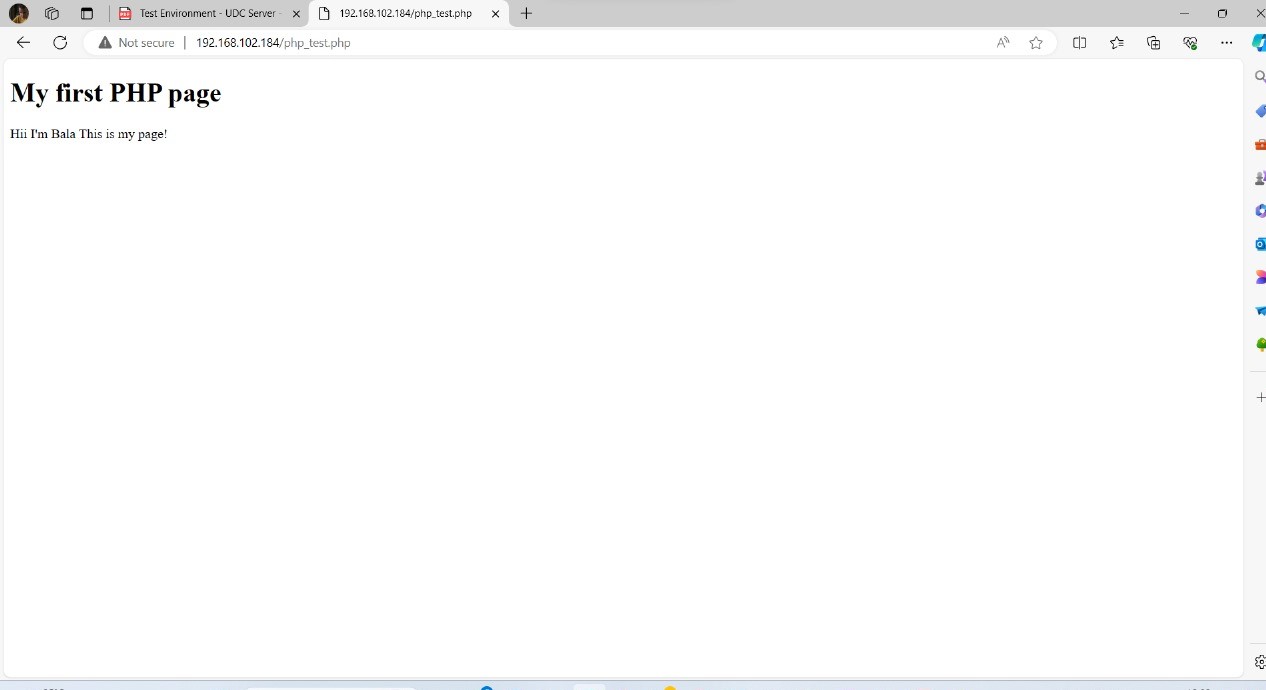 Test Environment - UDC Server -
192.168.102.184/php_test.php
Not secure
192.168.102.184/php_test.php
My first PHP page
Hii I'm Bala This is my page!